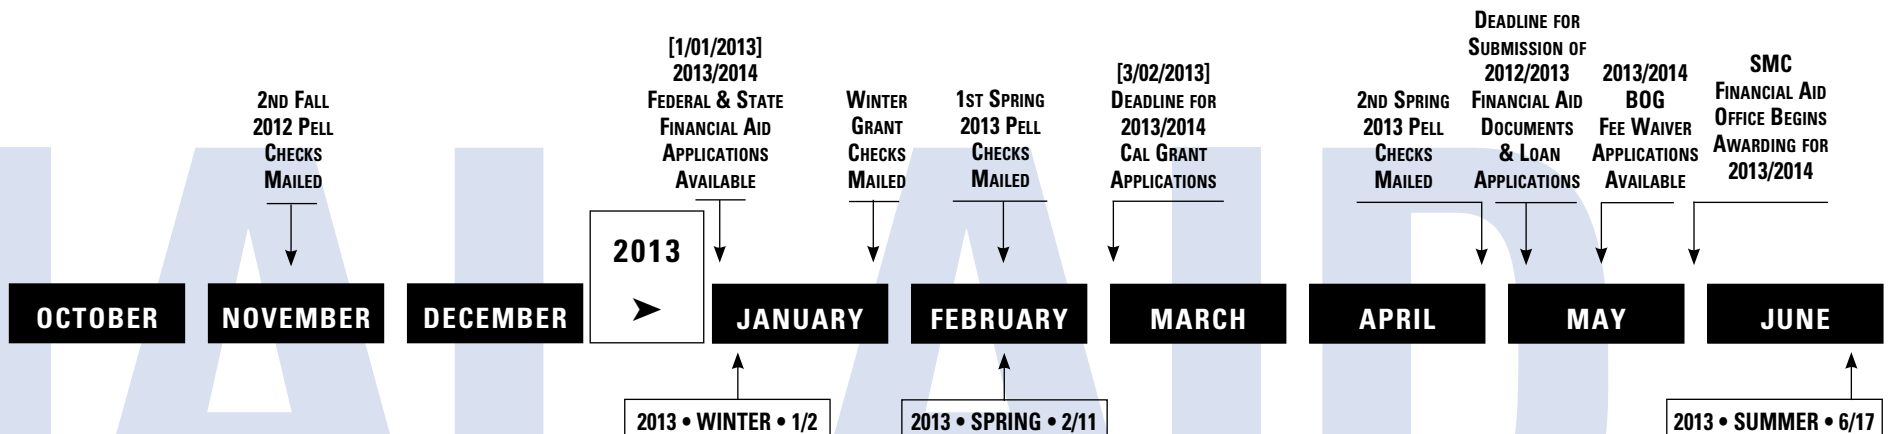 2nd Fall
2012 Pell
Checks
Mailed
[1/01/2013]
2013/2014
Federal & State
Financial Aid
Applications
Available
Winter
Grant
Checks
Mailed
1st Spring
2013 Pell
Checks
Mailed
[3/02/2013]
Deadline for
2013/2014
Cal Grant
Applications
2nd Spring
2013 Pell
Checks
Mailed
Deadline for
Submission of
2012/2013
Financial Aid
Documents
& Loan
Applications
2013/2014
BOG
Fee Waiver
Applications
Available
SMC
Financial Aid
Office Begins
Awarding for
2013/2014
OCTOBER
NOVEMBER
DECEMBER
2013
JANUARY
FEBRUARY
MARCH
APRIL
MAY
JUNE
2013 • WINTER • 1/2
2013 • SPRING • 2/11
2013 • SUMMER • 6/17
AI AID